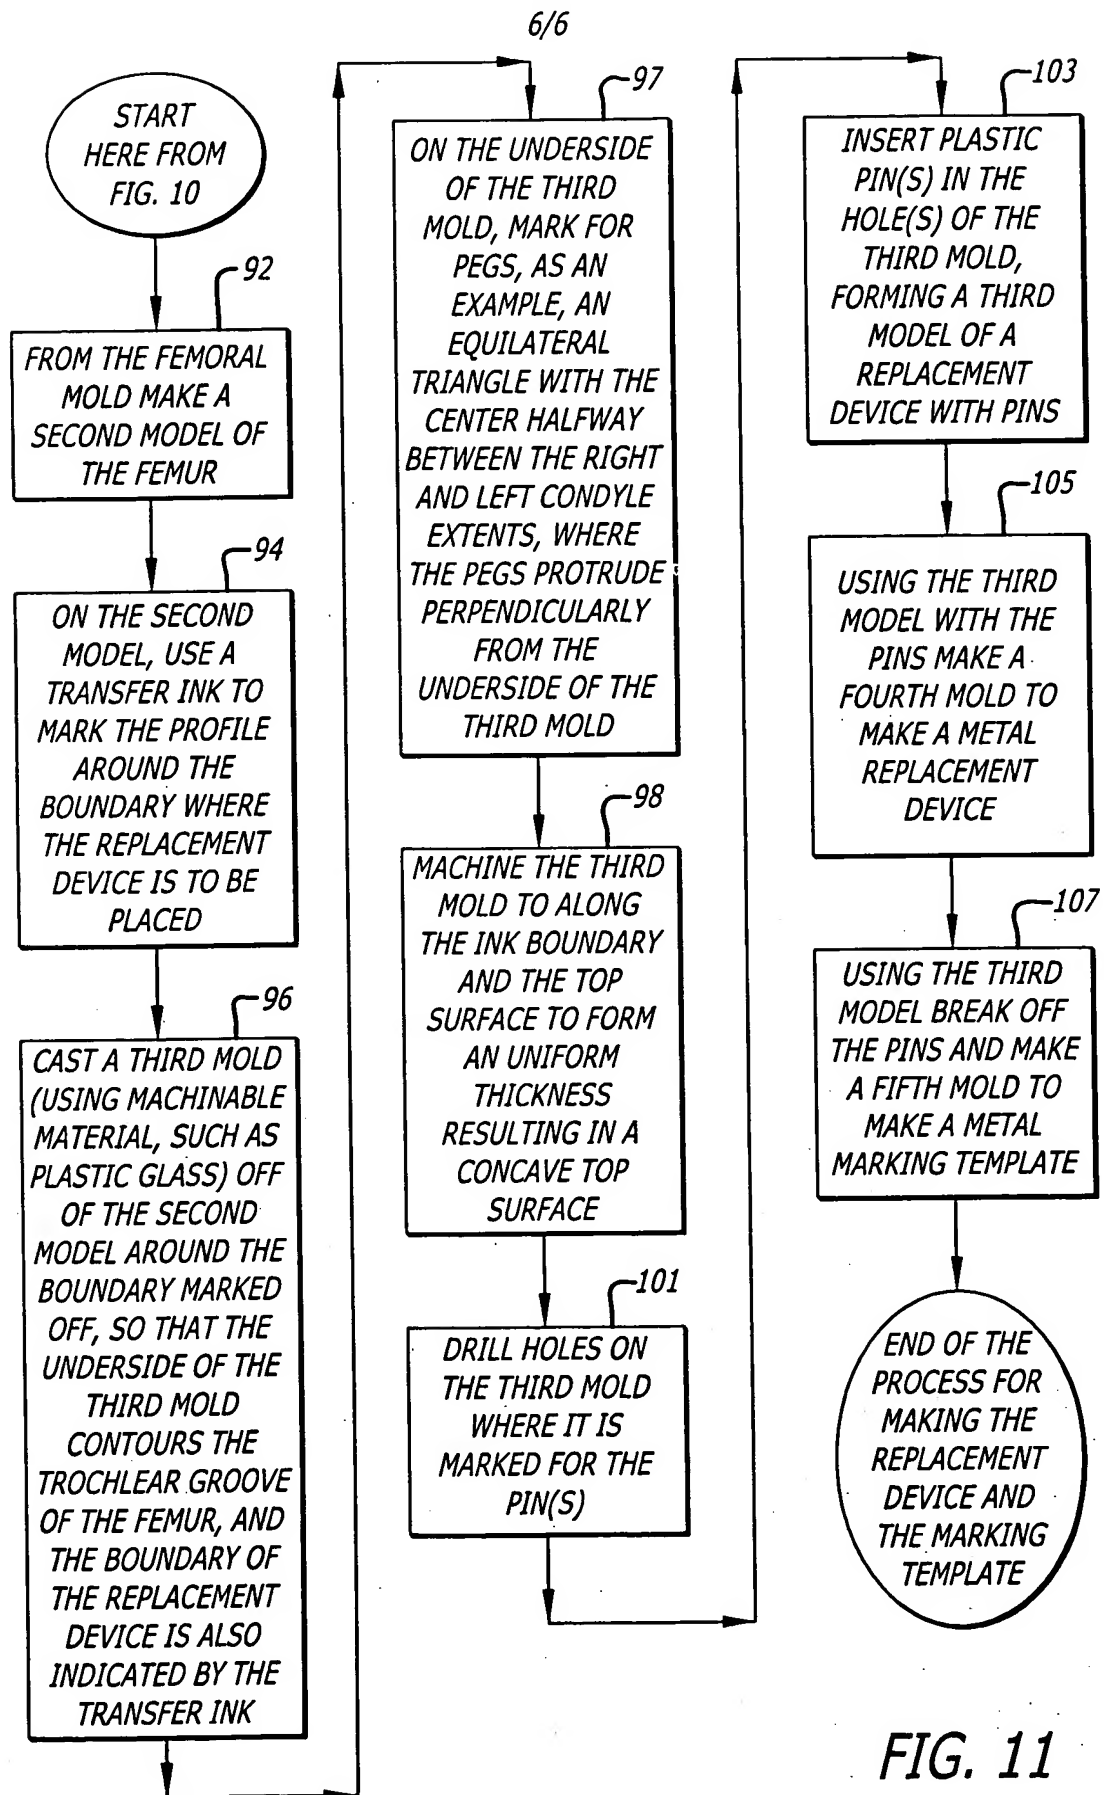 6/6
START
HERE FROM
FIG. 10
92
FROM THE FEMORAL
MOLD MAKE A
SECOND MODEL OF
THE FEMUR
94
ON THE SECOND
MODEL, USE A
TRANSFER INK TO
MARK THE PROFILE
AROUND THE
BOUNDARY WHERE
THE REPLACEMENT
DEVICE IS TO BE
PLACED
96
CAST A THIRD MOLD
(USING MACHINABLE
MATERIAL, SUCH AS
PLASTIC GLASS) OFF
OF THE SECOND
MODEL AROUND THE
BOUNDARY MARKED
OFF, SO THAT THE
UNDERSIDE OF THE
THIRD MOLD
CONTOURS THE
TROCHLEAR GROOVE
OF THE FEMUR, AND
THE BOUNDARY OF
THE REPLACEMENT
DEVICE IS ALSO
INDICATED BY THE
TRANSFER INK
97
ON THE UNDERSIDE
OF THE THIRD
MOLD, MARK FOR
PEGS, AS AN
EXAMPLE, AN
EQUILATERAL
TRIANGLE WITH THE
CENTER HALFWAY
BETWEEN THE RIGHT
AND LEFT CONDYLE
EXTENTS, WHERE
THE PEGS PROTRUDE
PERPENDICULARLY
FROM THE
UNDERSIDE OF THE
THIRD MOLD
98
MACHINE THE THIRD
MOLD TO ALONG
THE INK BOUNDARY
AND THE TOP
SURFACE TO FORM
AN UNIFORM
THICKNESS
RESULTING IN A
CONCAVE TOP
SURFACE
101
DRILL HOLES ON
THE THIRD MOLD
WHERE IT IS
MARKED FOR THE
PIN(S)
103
INSERT PLASTIC
PIN(S) IN THE
HOLE(S) OF THE
THIRD MOLD,
FORMING A THIRD
MODEL OF A
REPLACEMENT
DEVICE WITH PINS
105
USING THE THIRD
MODEL WITH THE
PINS MAKE A
FOURTH MOLD TO
MAKE A METAL
REPLACEMENT
DEVICE
107
USING THE THIRD
MODEL BREAK OFF
THE PINS AND MAKE
A FIFTH MOLD TO
MAKE A METAL
MARKING TEMPLATE
END OF THE
PROCESS FOR
MAKING THE
REPLACEMENT
DEVICE AND
THE MARKING
TEMPLATE
FIG. 11